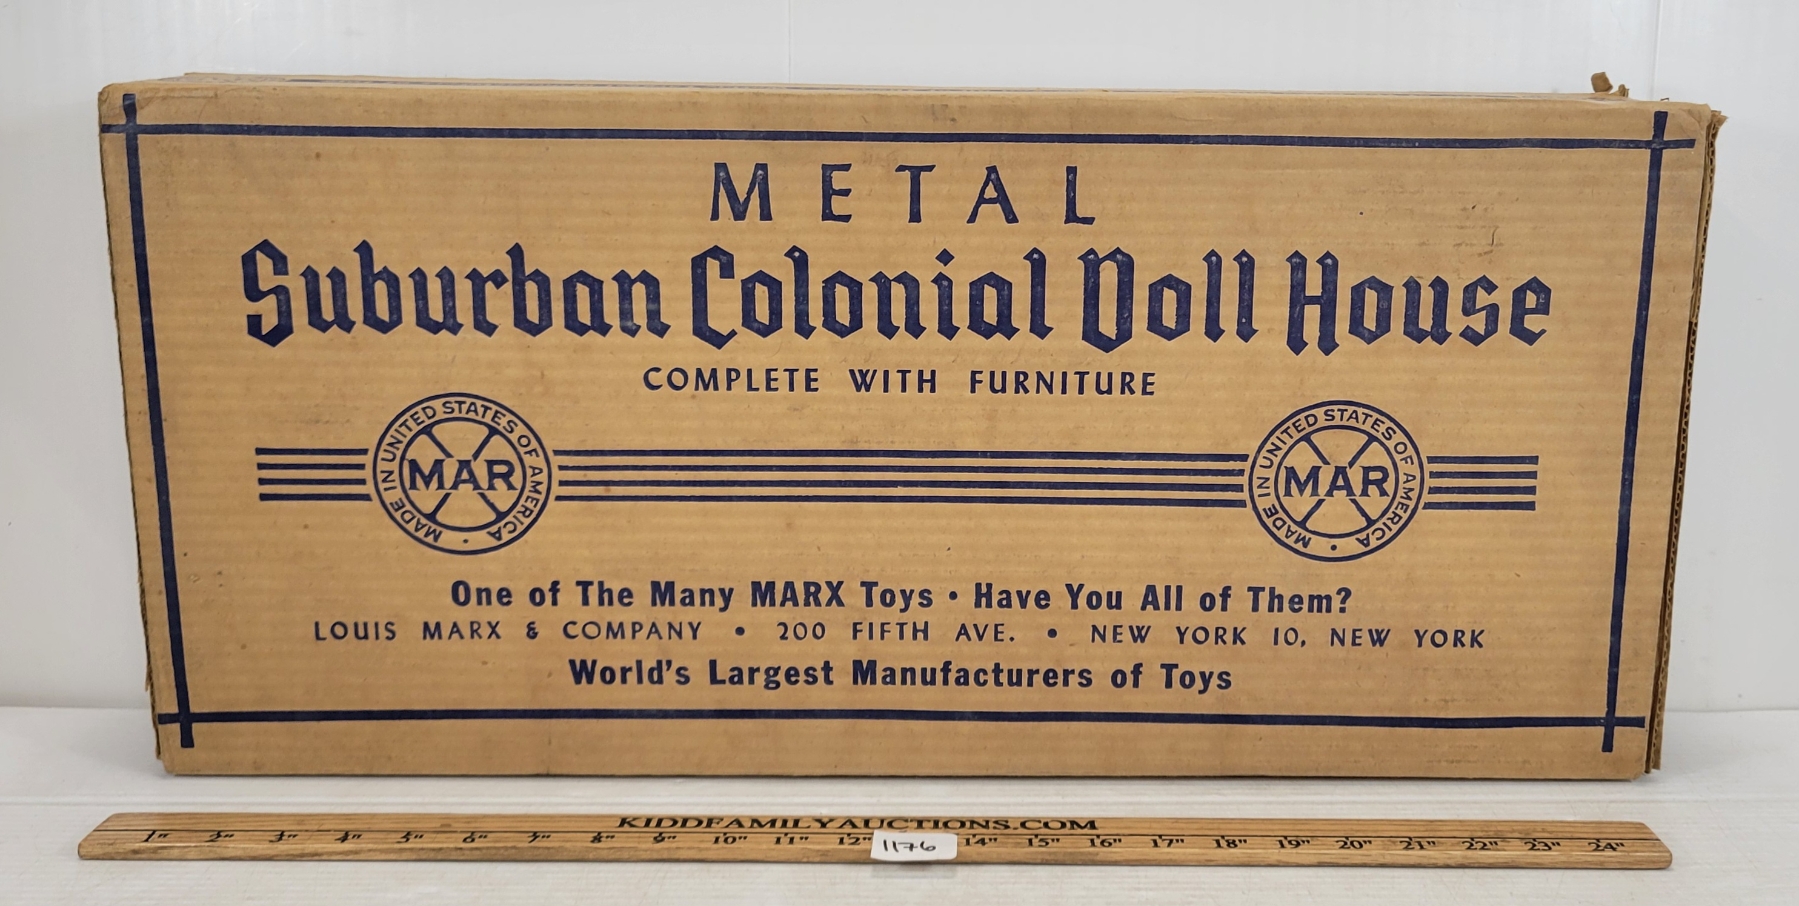 METAL
Suburban Colonial Doll House
COMPLETE WITH FURNITURE
MADE IN UNITED STATES OF AMERICA •
MAR
MADE IN UNITED STATES OF AMERICA •
MAR
One of The Many MARX Toys • Have You All of Them?
LOUIS MARX & COMPANY • 200 FIFTH AVE. • NEW YORK 10, NEW YORK
World's Largest Manufacturers of Toys
KIDDFAMILYAUCTIONS.COM
1" 2" 3" 4" 5" 6" 7" 8" 9" 10" 11" 12" 14" 15" 16" 17" 18" 19" 20" 21" 22" 23" 24"
1176